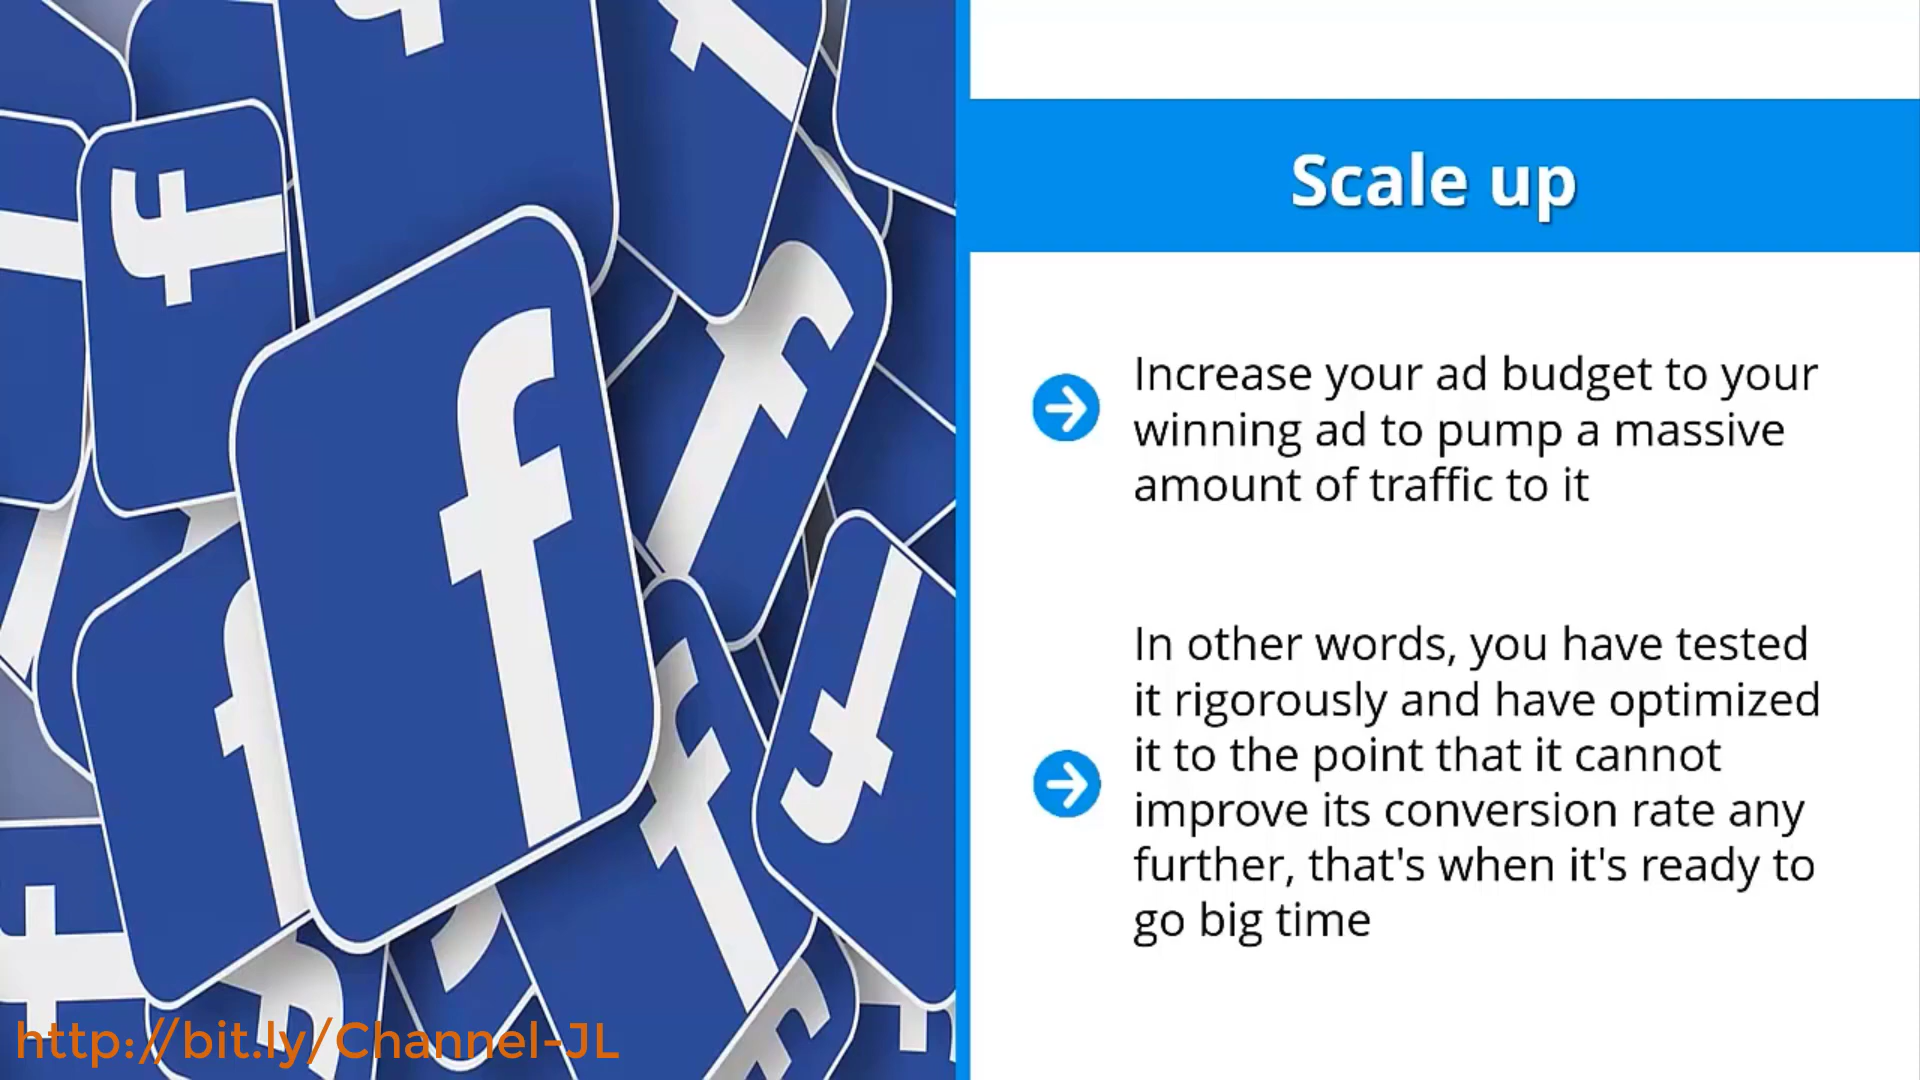 Scale up
Increase your ad budget to your
winning ad to pump a massive
amount of traffic to it
In other words, you have tested
it rigorously and have optimized
it to the point that it cannot
improve its conversion rate any
further, that's when it's ready to
go big time
http://bit.ly/Channel-JL